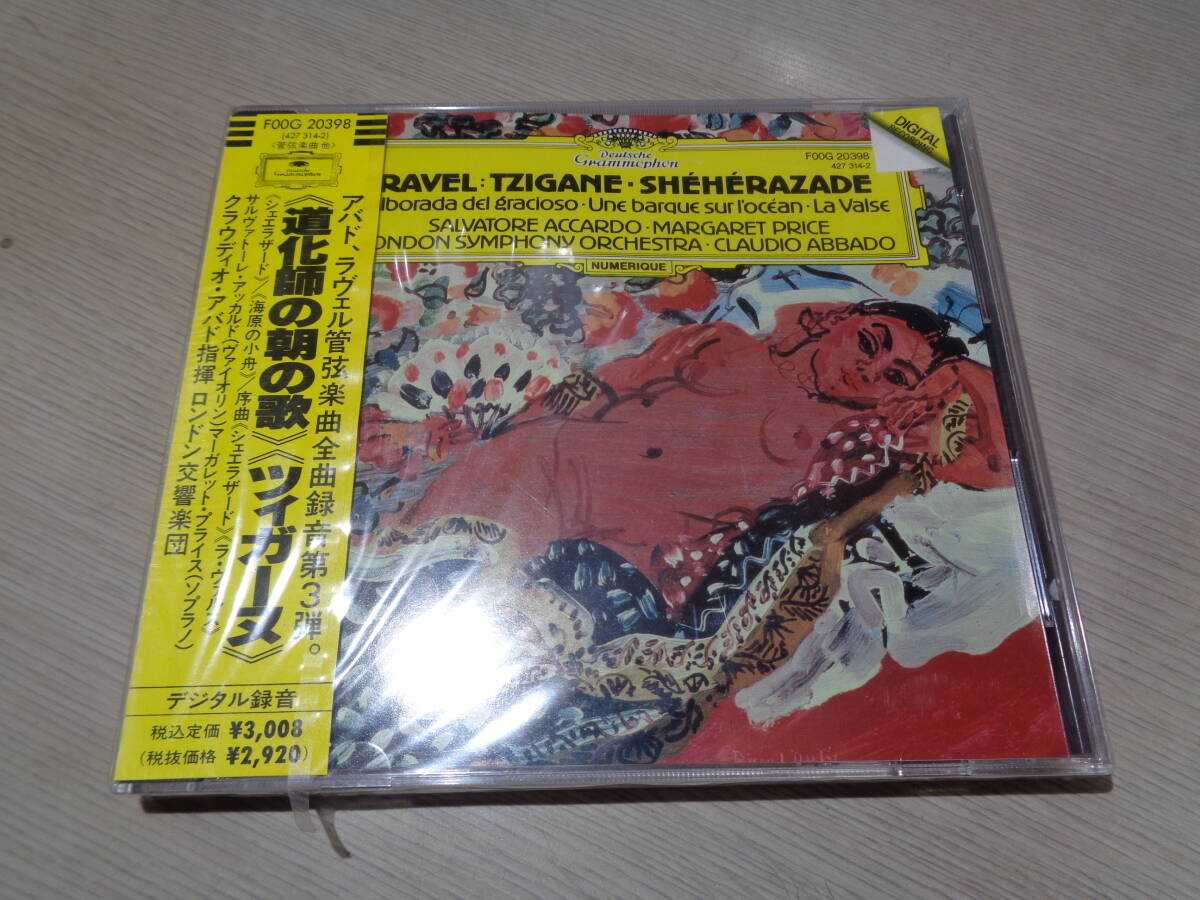 FOOG 20398
(427 314-2)
〈管弦楽曲他〉
Deutsche
Grammophon
アバド、ラヴェル管弦楽曲全曲録音第3弾。
《道化師の朝の歌》《ツィガーヌ》
《シェエラザード》/《海原の小舟》/序曲《シェエラザード》《ラ・ヴァルス》
サルヴァトーレ・アッカルド(ヴァイオリン)マーガレット・プライス(ソプラノ)
クラウディオ・アバド指揮 ロンドン交響楽団
デジタル録音
税込定価 ¥3,008
(税抜価格 ¥2,920)
Deutsche
Grammophon
FOOG 20398
427 314-2
DIGITAL
RECORDING
RAVEL: TZIGANE · SHÉHÉRAZADE
lborada del gracioso · Une barque sur l'océan · La Valse
SALVATORE ACCARDO · MARGARET PRICE
ONDON SYMPHONY ORCHESTRA · CLAUDIO ABBADO
NUMERIQUE